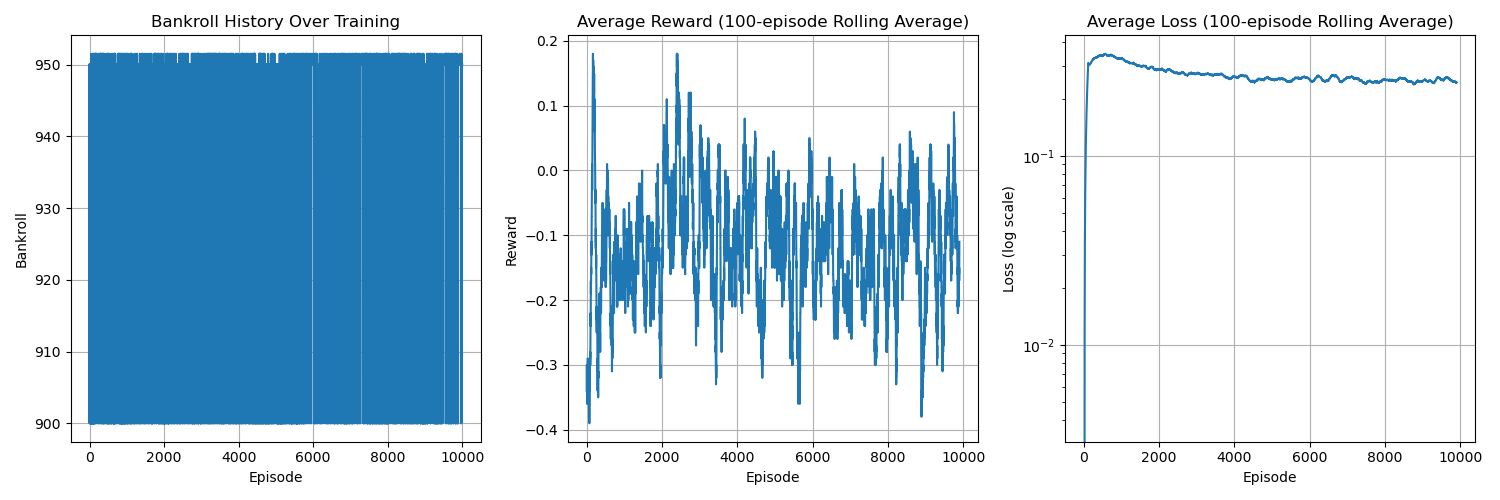 Bankroll History Over Training
950
940
930
920
910
900
Bankroll
0 2000 4000 6000 8000 10000
Episode
Average Reward (100-episode Rolling Average)
0.2
0.1
0.0
−0.1
−0.2
−0.3
−0.4
Reward
0 2000 4000 6000 8000 10000
Episode
Average Loss (100-episode Rolling Average)
10⁻¹
10⁻²
Loss (log scale)
0 2000 4000 6000 8000 10000
Episode